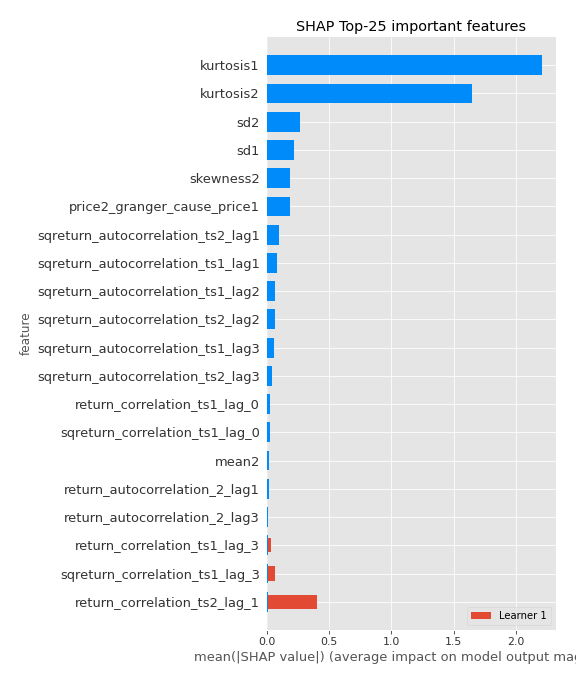 SHAP Top-25 important features
kurtosis1
kurtosis2
sd2
sd1
skewness2
price2_granger_cause_price1
sqreturn_autocorrelation_ts2_lag1
sqreturn_autocorrelation_ts1_lag1
sqreturn_autocorrelation_ts1_lag2
sqreturn_autocorrelation_ts2_lag2
sqreturn_autocorrelation_ts1_lag3
sqreturn_autocorrelation_ts2_lag3
return_correlation_ts1_lag_0
sqreturn_correlation_ts1_lag_0
mean2
return_autocorrelation_2_lag1
return_autocorrelation_2_lag3
return_correlation_ts1_lag_3
sqreturn_correlation_ts1_lag_3
return_correlation_ts2_lag_1
feature
Learner 1
0.0 0.5 1.0 1.5 2.0
mean(|SHAP value|) (average impact on model output mag